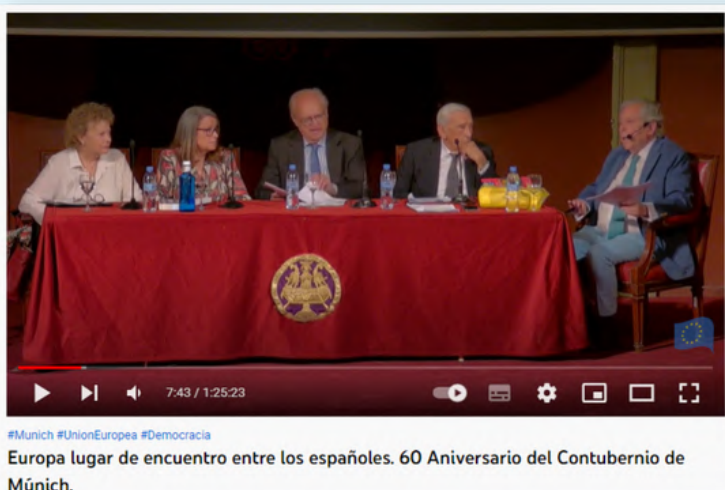 7:43 / 1:25:23
#Munich #UnionEuropea #Democracia
Europa lugar de encuentro entre los españoles. 60 Aniversario del Contubernio de
Múnich.